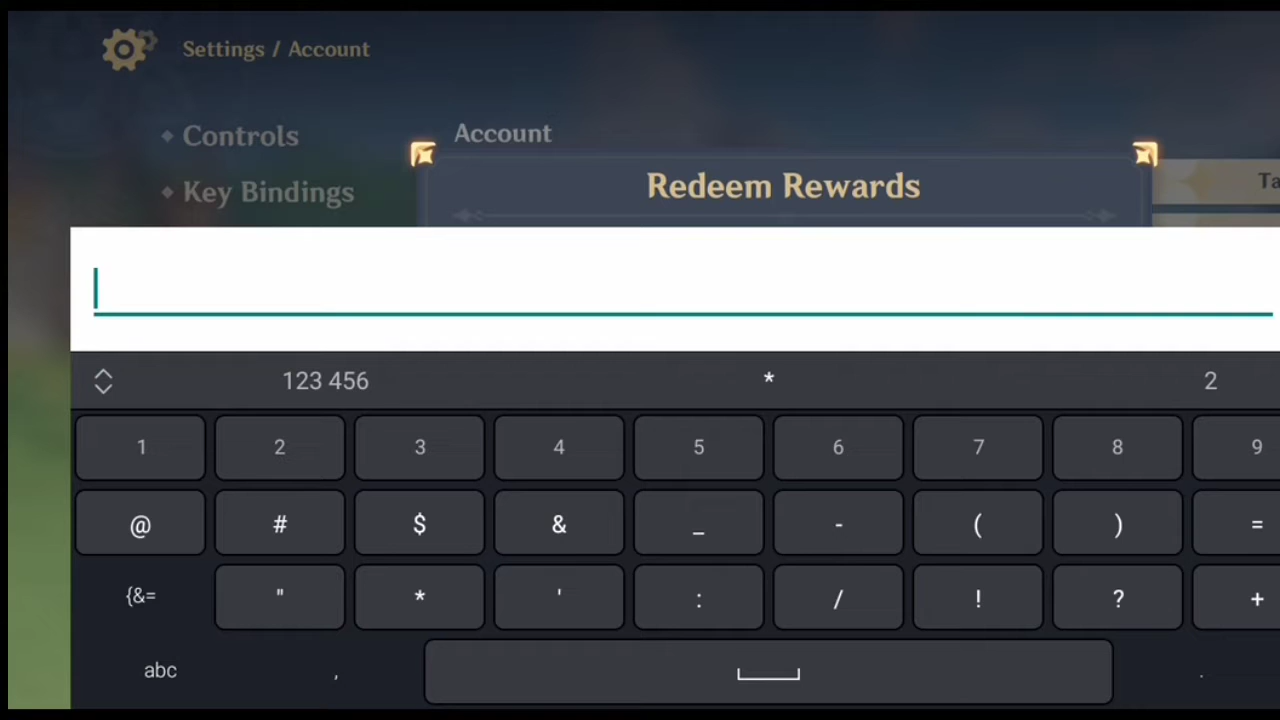 Settings / Account
Controls
Account
Key Bindings
Redeem Rewards
Ta
123 456 * 2
1 2 3 4 5 6 7 8 9
@ # $ & _ - ( ) =
{&= " * ' : / ! ? +
abc , .